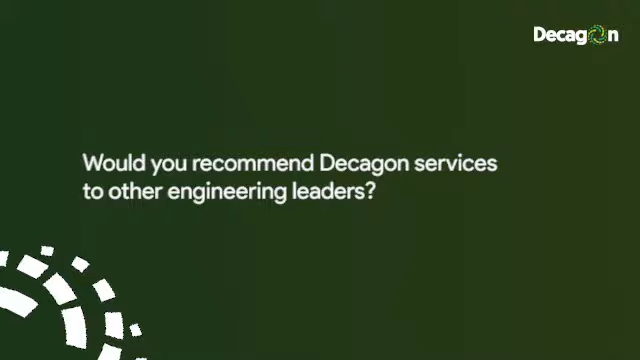 Decagon
Would you recommend Decagon services
to other engineering leaders?